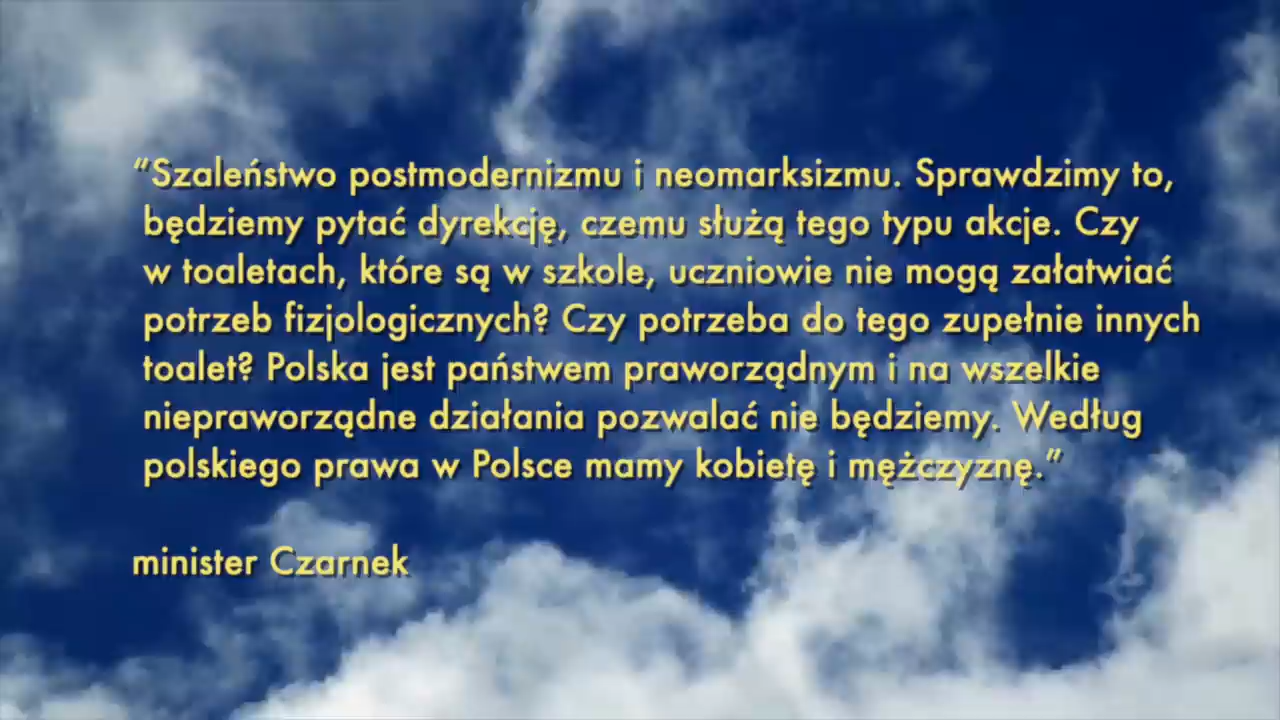 “Szaleństwo postmodernizmu i neomarksizmu. Sprawdzimy to,
będziemy pytać dyrekcję, czemu służą tego typu akcje. Czy
w toaletach, które są w szkole, uczniowie nie mogą załatwiać
potrzeb fizjologicznych? Czy potrzeba do tego zupełnie innych
toalet? Polska jest państwem praworządnym i na wszelkie
niepraworządne działania pozwalać nie będziemy. Według
polskiego prawa w Polsce mamy kobietę i mężczyznę.”
minister Czarnek